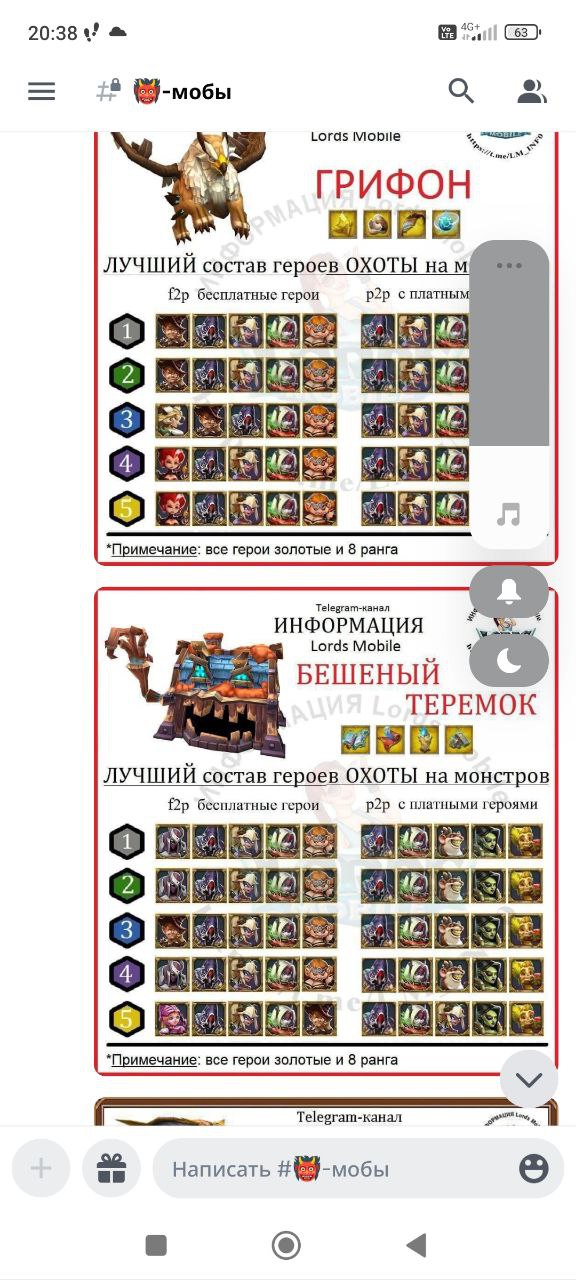 20:38
Vo
LTE
4G+
63
#👹-мобы
Lords Mobile
https://t.me/LM_INFO
ГРИФОН
ЛУЧШИЙ состав героев ОХОТЫ на м
f2p бесплатные герои
p2p с платным
1
2
3
4
5
*Примечание: все герои золотые и 8 ранга
Telegram-канал
ИНФОРМАЦИЯ
Lords Mobile
БЕШЕНЫЙ
ТЕРЕМОК
ЛУЧШИЙ состав героев ОХОТЫ на монстров
f2p бесплатные герои
p2p с платными героями
1
2
3
4
5
*Примечание: все герои золотые и 8 ранга
Telegram-канал
Написать #👹-мобы